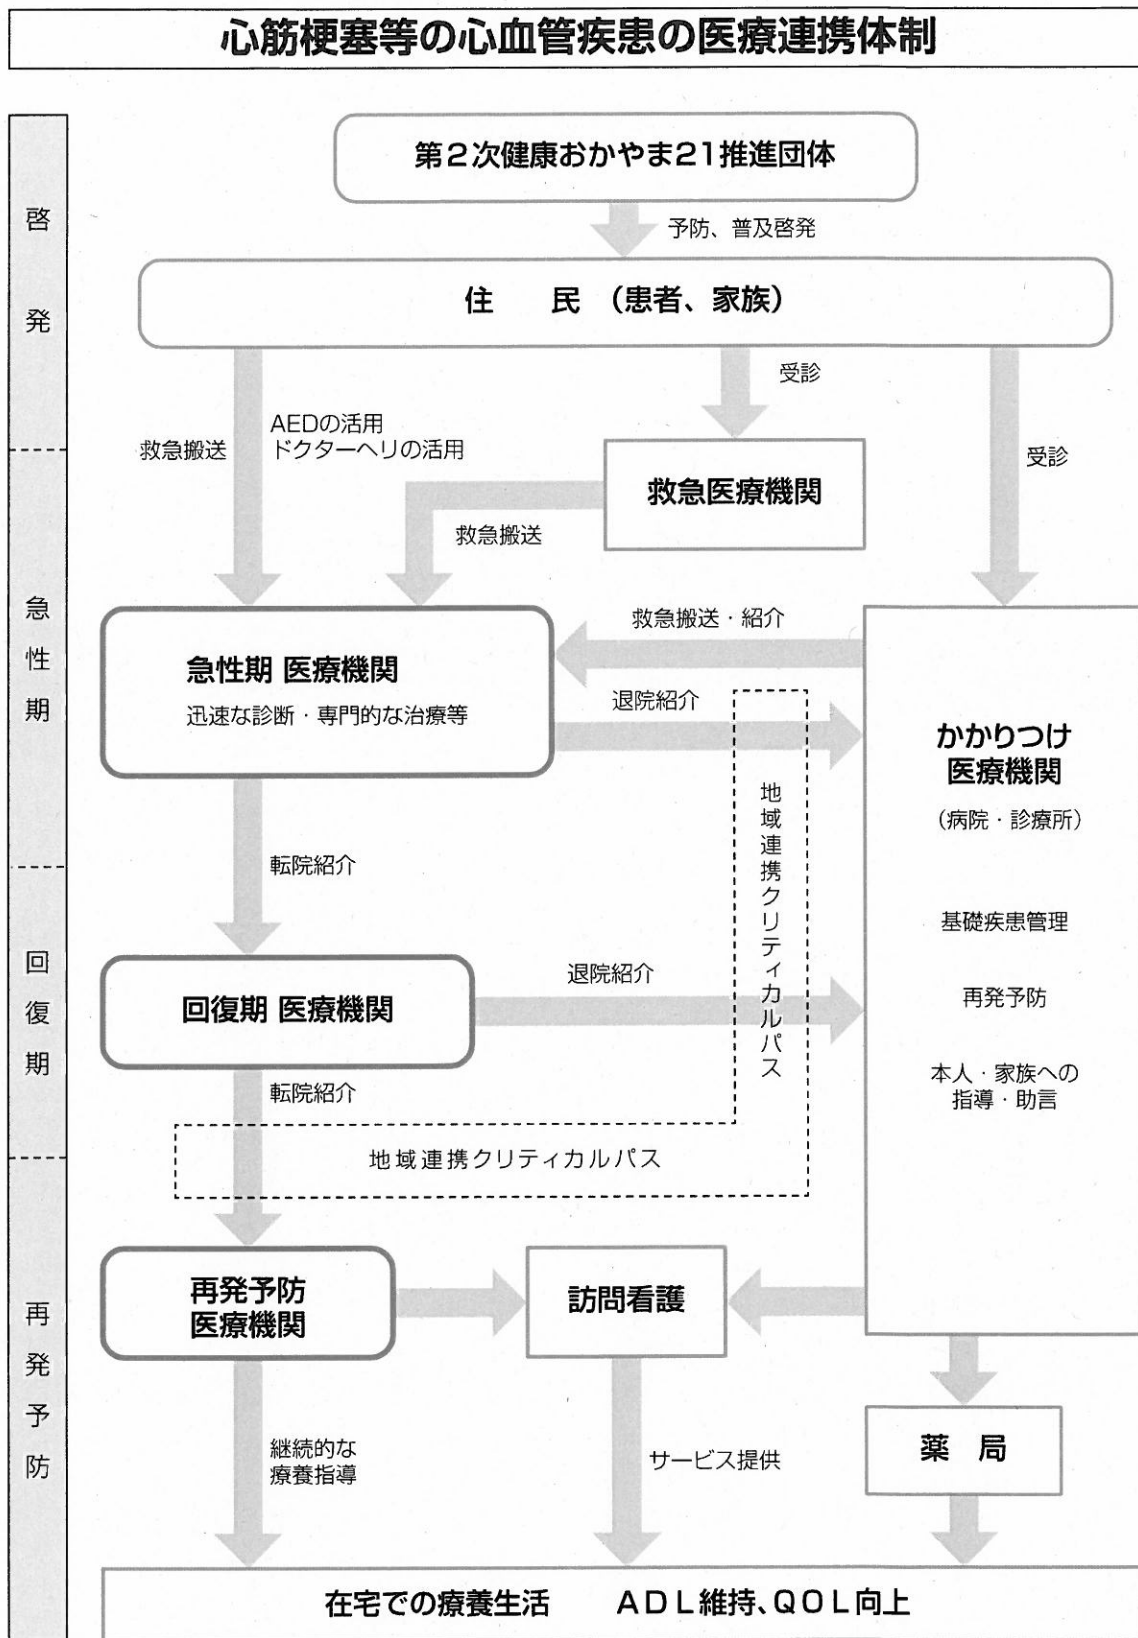 心筋梗塞等の心血管疾患の医療連携体制
啓発
第2次健康おかやま21推進団体
予防、普及啓発
住　民　（患者、家族）
受診
AEDの活用
ドクターヘリの活用
救急搬送
受診
救急医療機関
救急搬送
急性期
救急搬送・紹介
急性期 医療機関
迅速な診断・専門的な治療等
退院紹介
かかりつけ
医療機関
（病院・診療所）
地域連携クリティカルパス
転院紹介
基礎疾患管理
回復期
退院紹介
回復期 医療機関
再発予防
本人・家族への
指導・助言
転院紹介
地域連携クリティカルパス
再発予防
再発予防
医療機関
訪問看護
薬　局
継続的な
療養指導
サービス提供
在宅での療養生活　　ＡＤＬ維持、ＱＯＬ向上